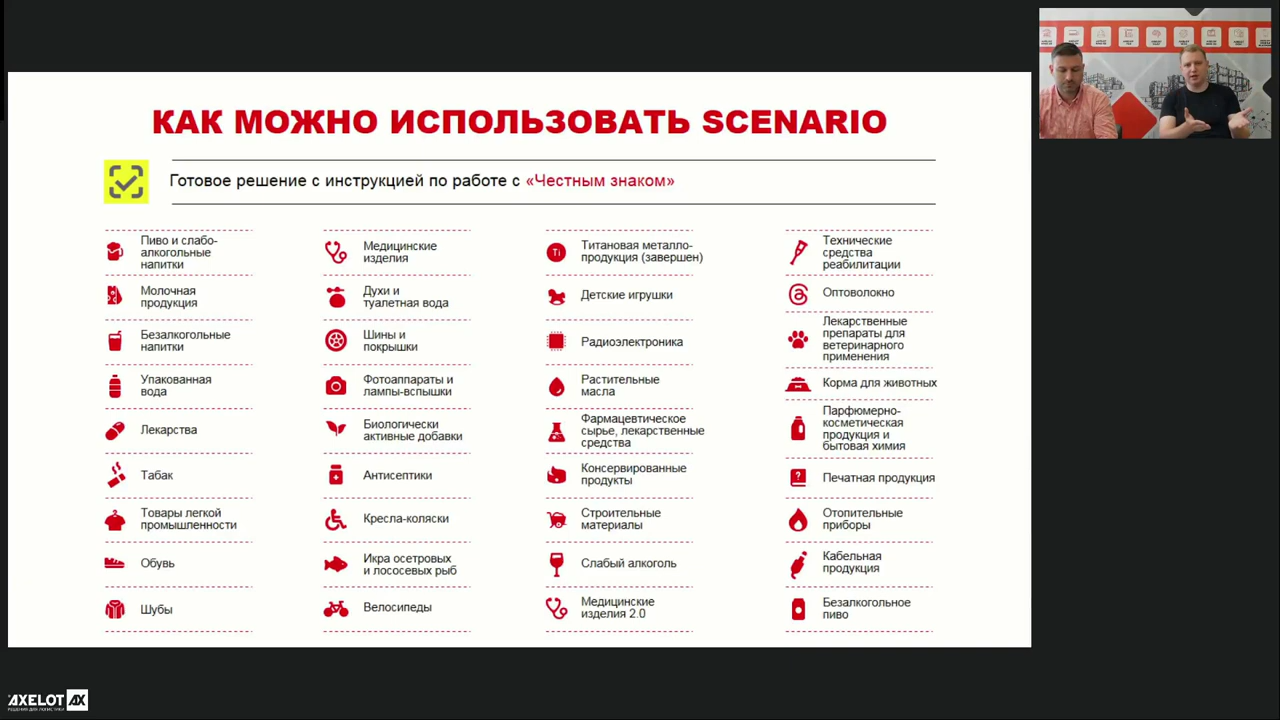 КАК МОЖНО ИСПОЛЬЗОВАТЬ SCENARIO
Готовое решение с инструкцией по работе с «Честным знаком»
Пиво и слабо-
алкогольные
напитки
Молочная
продукция
Безалкогольные
напитки
Упакованная
вода
Лекарства
Табак
Товары легкой
промышленности
Обувь
Шубы
Медицинские
изделия
Духи и
туалетная вода
Шины и
покрышки
Фотоаппараты и
лампы-вспышки
Биологически
активные добавки
Антисептики
Кресла-коляски
Икра осетровых
и лососевых рыб
Велосипеды
Ti
Титановая металло-
продукция (завершен)
Детские игрушки
Радиоэлектроника
Растительные
масла
Фармацевтическое
сырье, лекарственные
средства
Консервированные
продукты
Строительные
материалы
Слабый алкоголь
Медицинские
изделия 2.0
Технические
средства
реабилитации
Оптоволокно
Лекарственные
препараты для
ветеринарного
применения
Корма для животных
Парфюмерно-
косметическая
продукция и
бытовая химия
?
Печатная продукция
Отопительные
приборы
Кабельная
продукция
Безалкогольное
пиво
AXELOT AX
РЕШЕНИЯ ДЛЯ ЛОГИСТИКИ